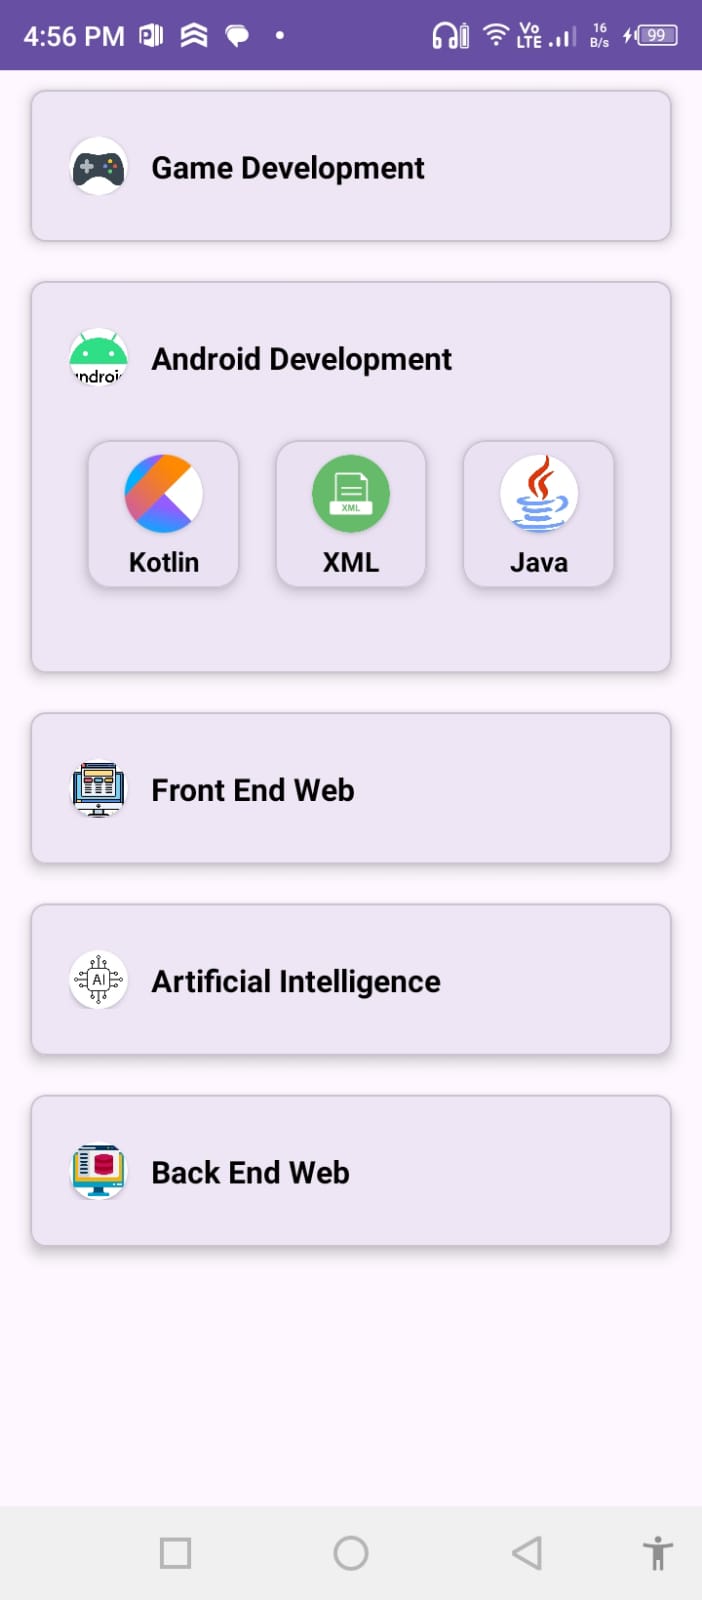 4:56 PM
Vo
LTE
16
B/s
99
Game Development
Android Development
ndroi
Kotlin
XML
XML
Java
Front End Web
AI
Artificial Intelligence
Back End Web